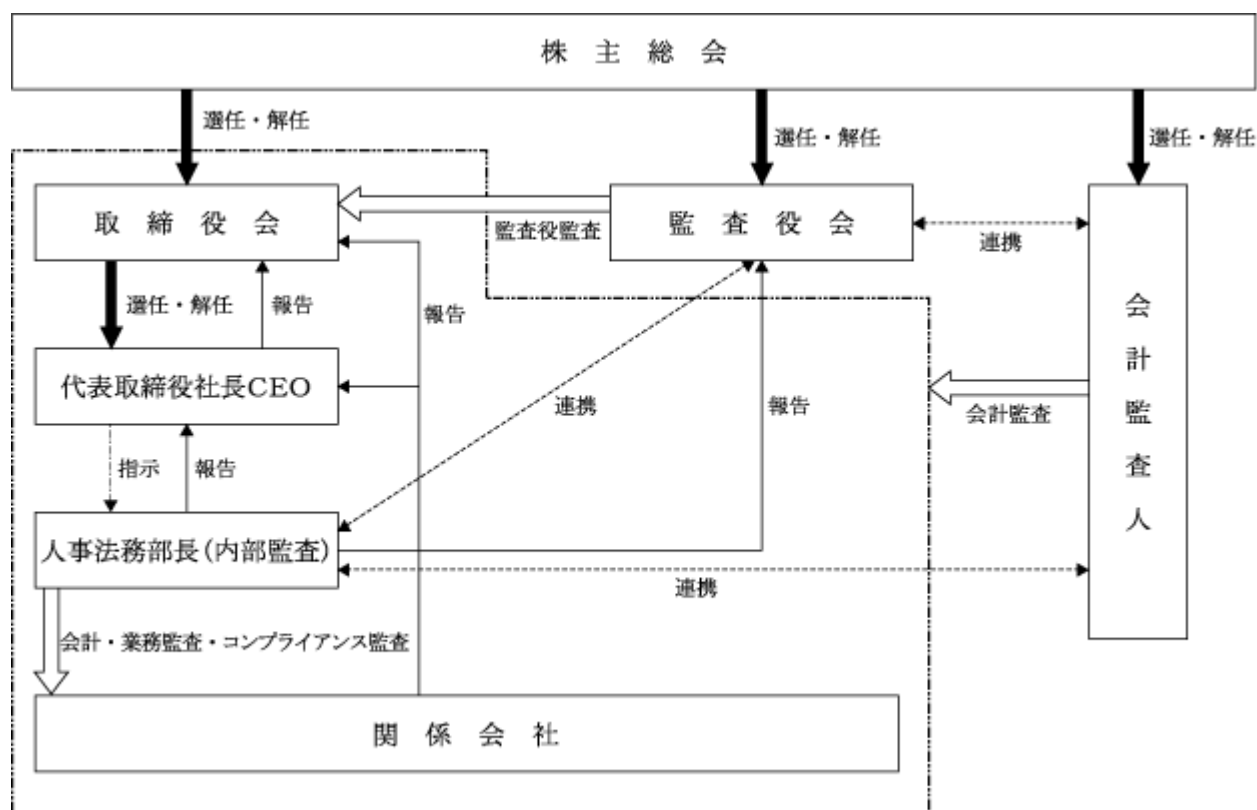 株主総会
選任・解任
選任・解任
選任・解任
取締役会
監査役監査
監査役会
連携
会計監査人
選任・解任
報告
報告
代表取締役社長CEO
連携
報告
会計監査
指示
報告
人事法務部長(内部監査)
連携
会計・業務監査・コンプライアンス監査
関係会社